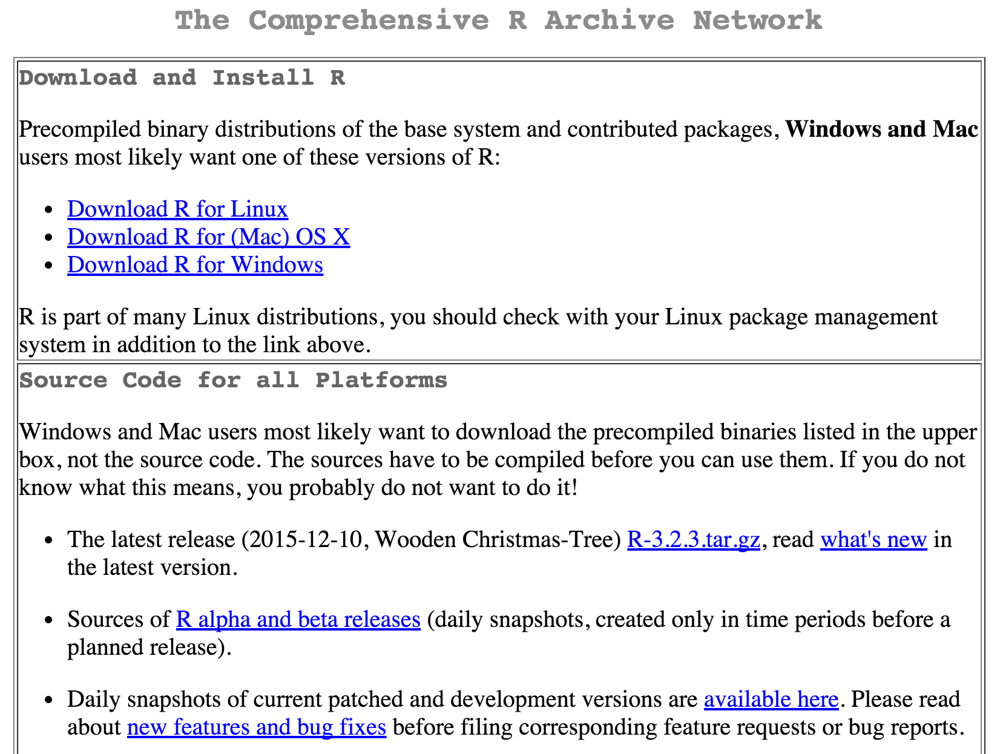 The Comprehensive R Archive Network
Download and Install R
Precompiled binary distributions of the base system and contributed packages, Windows and Mac
users most likely want one of these versions of R:
• Download R for Linux
• Download R for (Mac) OS X
• Download R for Windows
R is part of many Linux distributions, you should check with your Linux package management
system in addition to the link above.
Source Code for all Platforms
Windows and Mac users most likely want to download the precompiled binaries listed in the upper
box, not the source code. The sources have to be compiled before you can use them. If you do not
know what this means, you probably do not want to do it!
• The latest release (2015-12-10, Wooden Christmas-Tree) R-3.2.3.tar.gz, read what's new in
the latest version.
• Sources of R alpha and beta releases (daily snapshots, created only in time periods before a
planned release).
• Daily snapshots of current patched and development versions are available here. Please read
about new features and bug fixes before filing corresponding feature requests or bug reports.